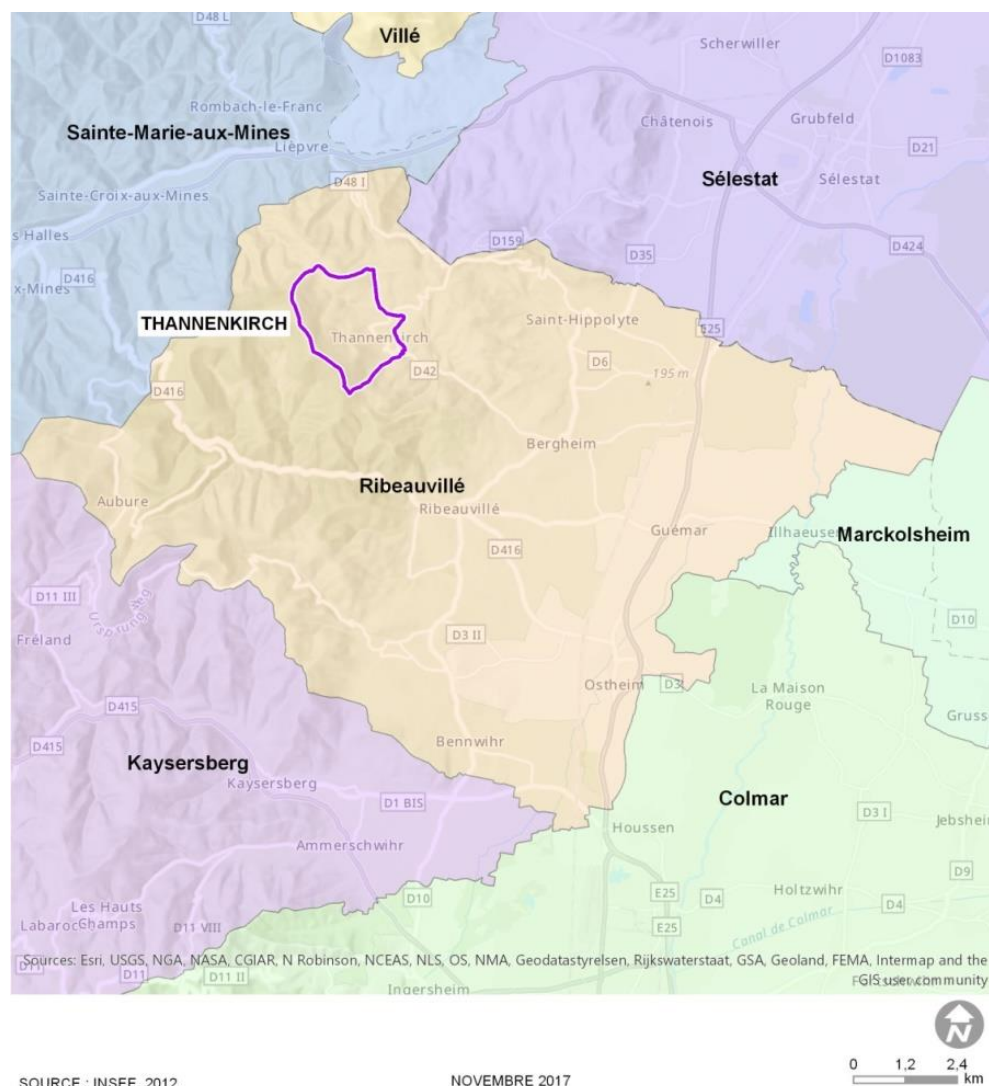 D48 L
Villé
Scherwiller
D1083
Rombach-le-Franc
Châtenois
Grubfeld
Sainte-Marie-aux-Mines
Lièpvre
D21
Sélestat
Sélestat
D48 I
Sainte-Croix-aux-Mines
s Halles
D159
D35
D424
D416
x-Mines
THANNENKIRCH
Thannenkirch
Saint-Hippolyte
E25
D6
D42
195 m
D416
Bergheim
Ribeauvillé
Aubure
Ribeauvillé
Guémar
Illhaeuser
Marckolsheim
D416
D11 III
Ursprungweg
D10
Fréland
D3 II
Ostheim
D3
La Maison
Rouge
Gruss
D415
D415
Bennwihr
Kaysersberg
Kaysersberg
D1 BIS
Colmar
D3 I
Jebsheim
Houssen
Ammerschwihr
D9
Holtzwihr
E25
D4
D4
D10
Les Hauts
Champs
Labaroche
D11 VIII
E25
Canal de Colmar
Sources: Esri, USGS, NGA, NASA, CGIAR, N Robinson, NCEAS, NLS, OS, NMA, Geodatastyrelsen, Rijkswaterstaat, GSA, Geoland, FEMA, Intermap and the
GIS user community
D11
D11
D11 II
Ingersheim
N
0 1,2 2,4
km
SOURCE : INSEE, 2012
NOVEMBRE 2017